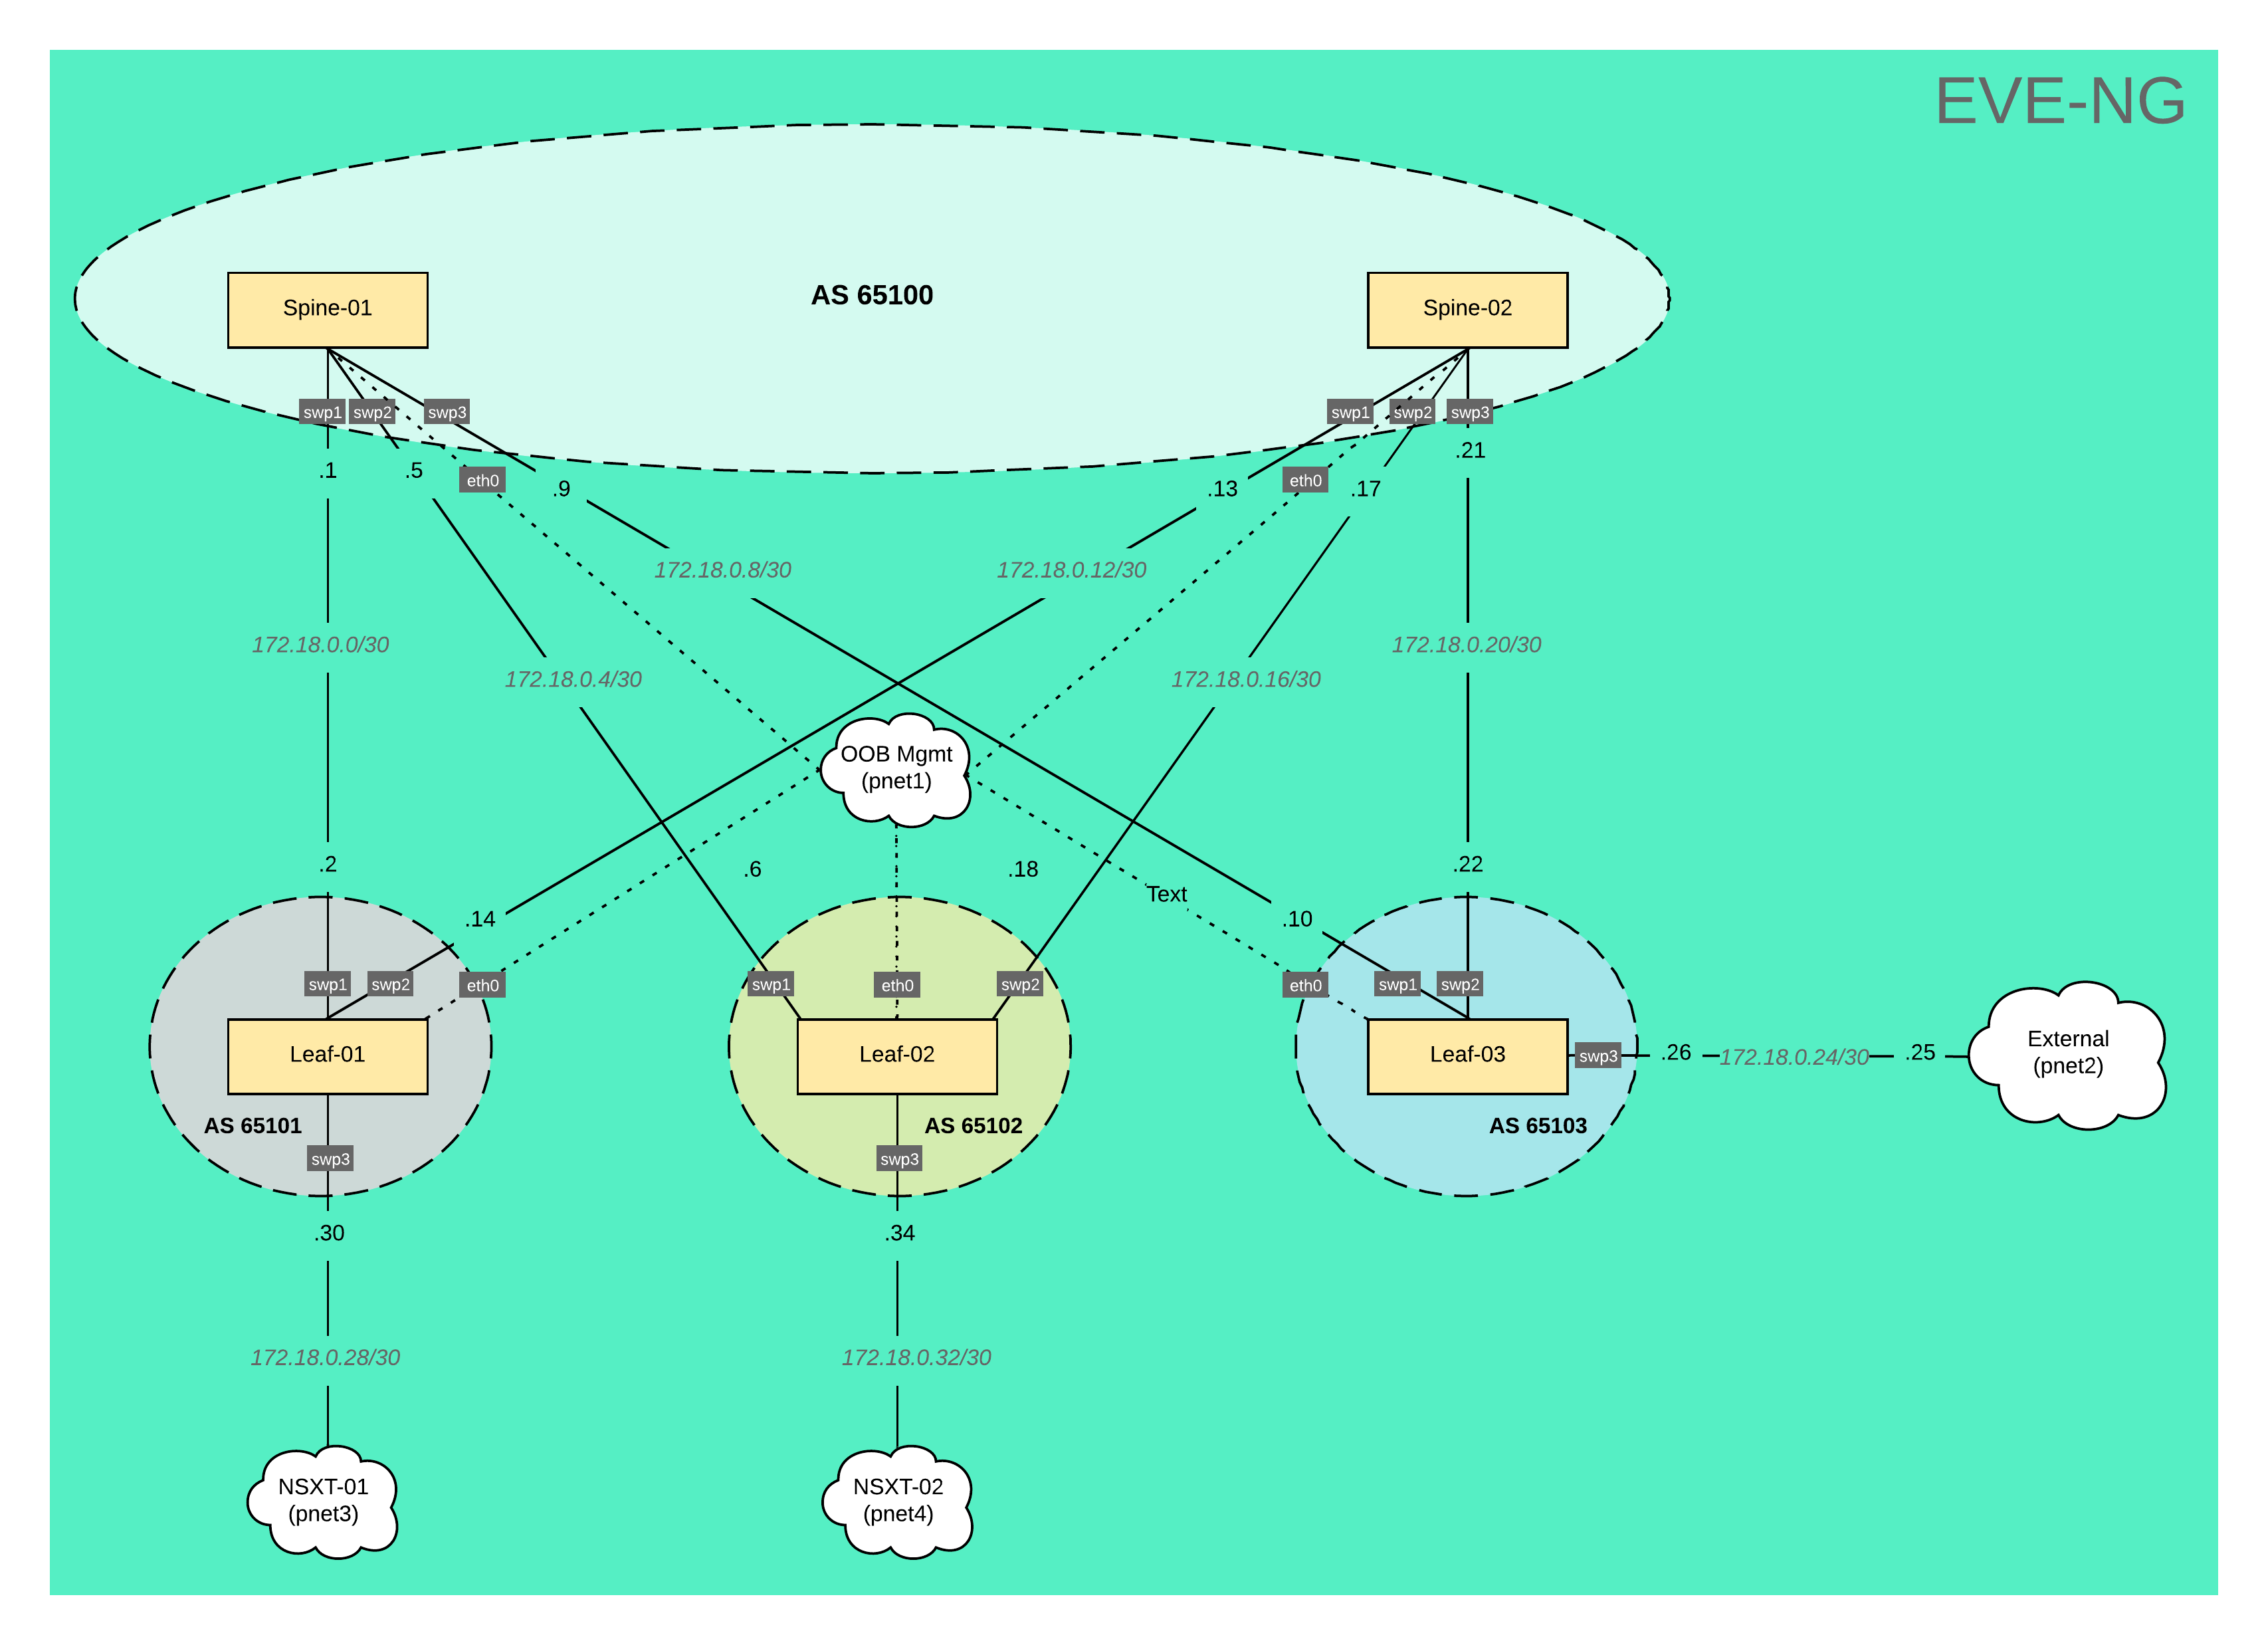 EVE-NG
AS 65100
Spine-01
Spine-02
swp1
swp2
swp3
swp1
swp2
swp3
.1
.5
eth0
.9
.13
eth0
.17
.21
172.18.0.8/30
172.18.0.12/30
172.18.0.0/30
172.18.0.20/30
172.18.0.4/30
172.18.0.16/30
OOB Mgmt
(pnet1)
.2
.6
.18
.22
Text
.14
.10
swp1
swp2
eth0
swp1
eth0
swp2
eth0
swp1
swp2
Leaf-01
Leaf-02
Leaf-03
swp3
.26
172.18.0.24/30
.25
External
(pnet2)
AS 65101
AS 65102
AS 65103
swp3
swp3
.30
.34
172.18.0.28/30
172.18.0.32/30
NSXT-01
(pnet3)
NSXT-02
(pnet4)